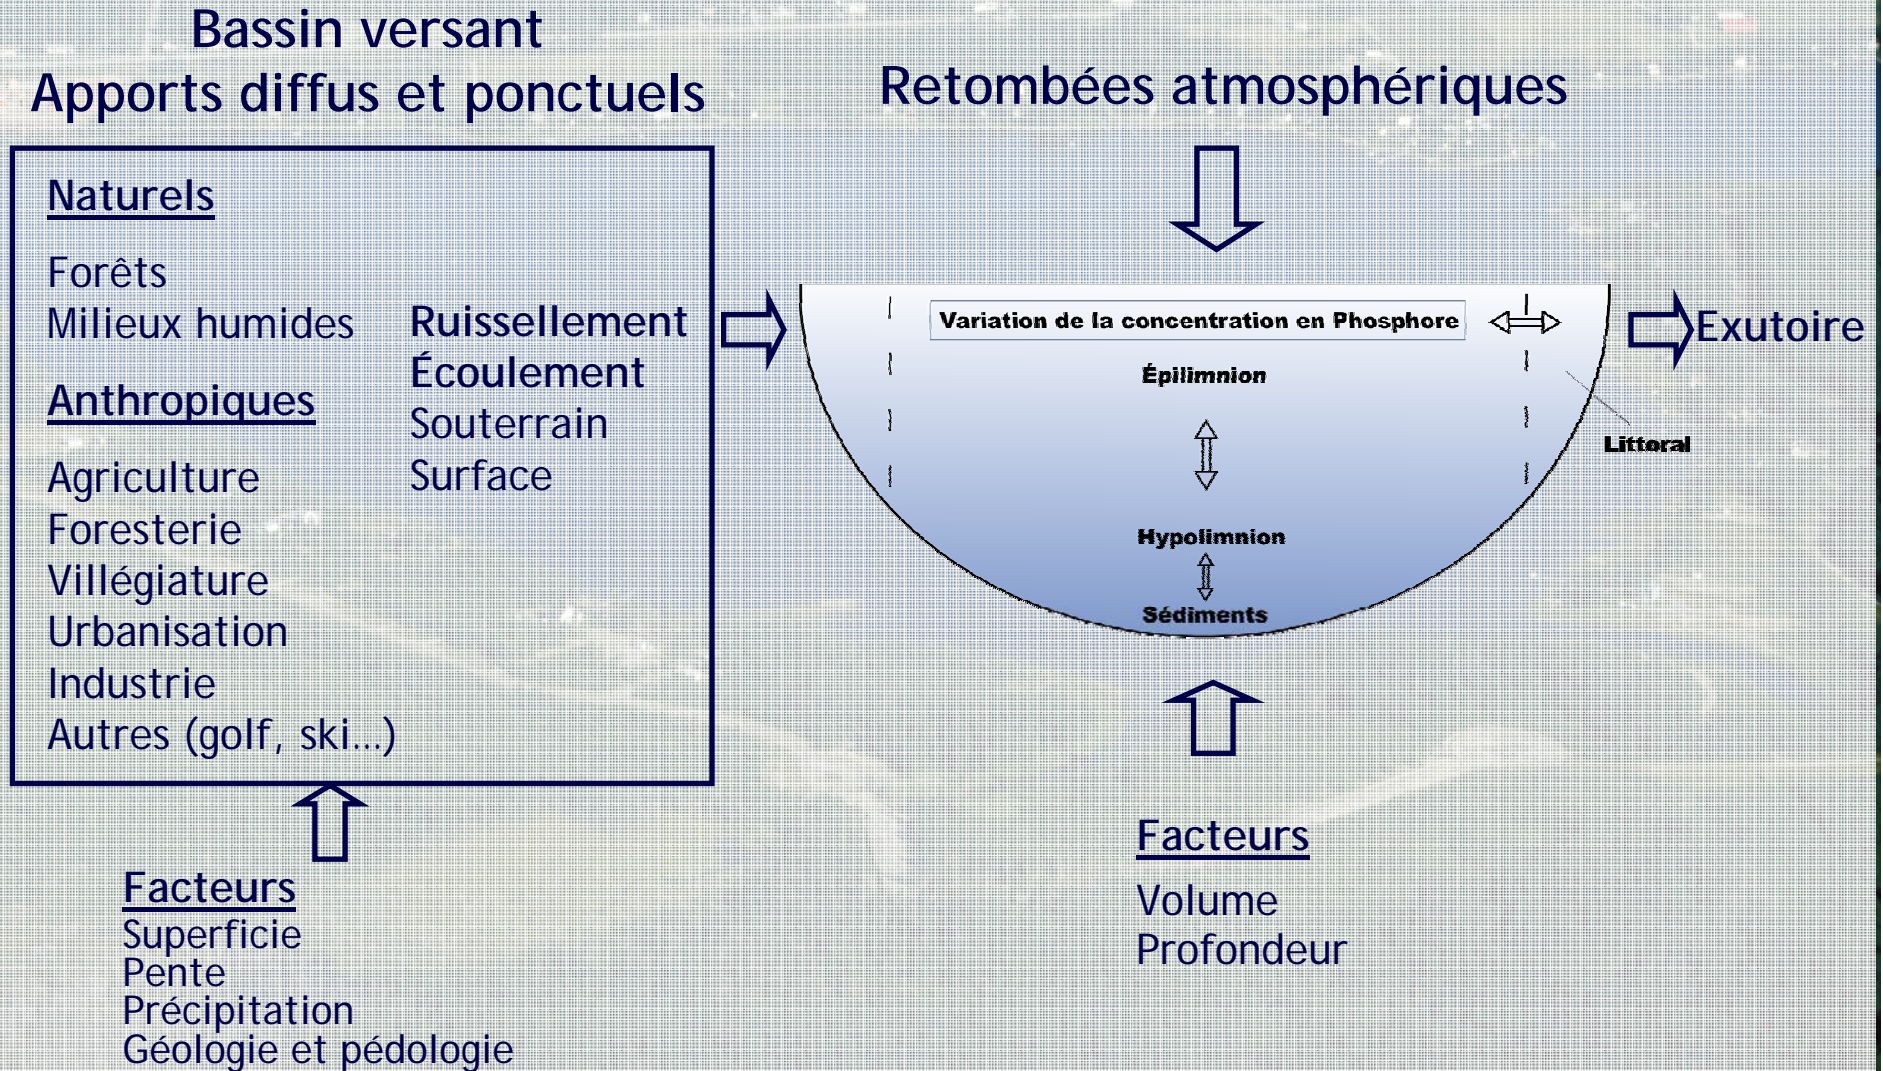 Bassin versant
Apports diffus et ponctuels
Naturels
Forêts
Milieux humides
Anthropiques
Agriculture
Foresterie
Villégiature
Urbanisation
Industrie
Autres (golf, ski...)
Ruissellement
Écoulement
Souterrain
Surface
Facteurs
Superficie
Pente
Précipitation
Géologie et pédologie
Retombées atmosphériques
Variation de la concentration en Phosphore
Épilimnion
Hypolimnion
Sédiments
Littoral
Exutoire
Facteurs
Volume
Profondeur